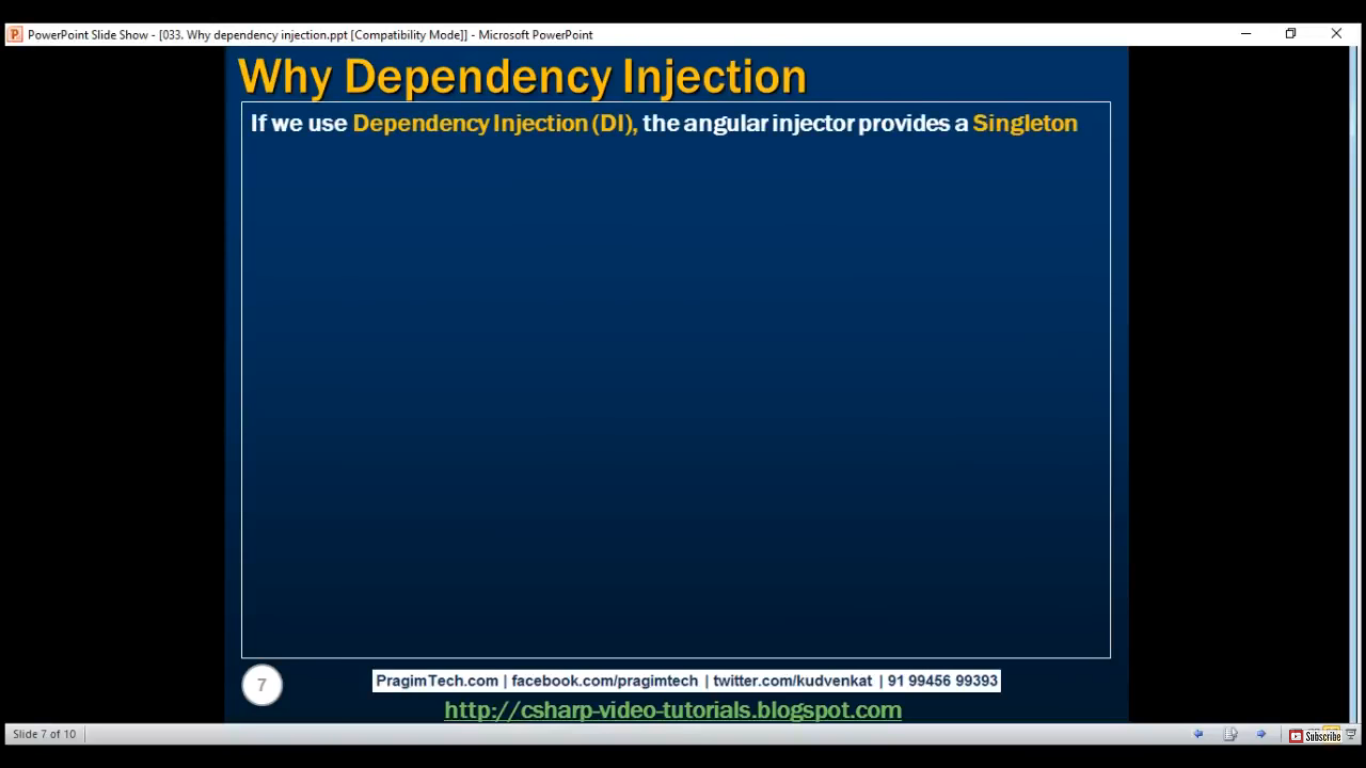 PowerPoint Slide Show - [033. Why dependency injection.ppt [Compatibility Mode]] - Microsoft PowerPoint
Why Dependency Injection
If we use Dependency Injection (DI), the angular injector provides a Singleton
7
PragimTech.com | facebook.com/pragimtech | twitter.com/kudvenkat | 91 99456 99393
http://csharp-video-tutorials.blogspot.com
Slide 7 of 10
Subscribe